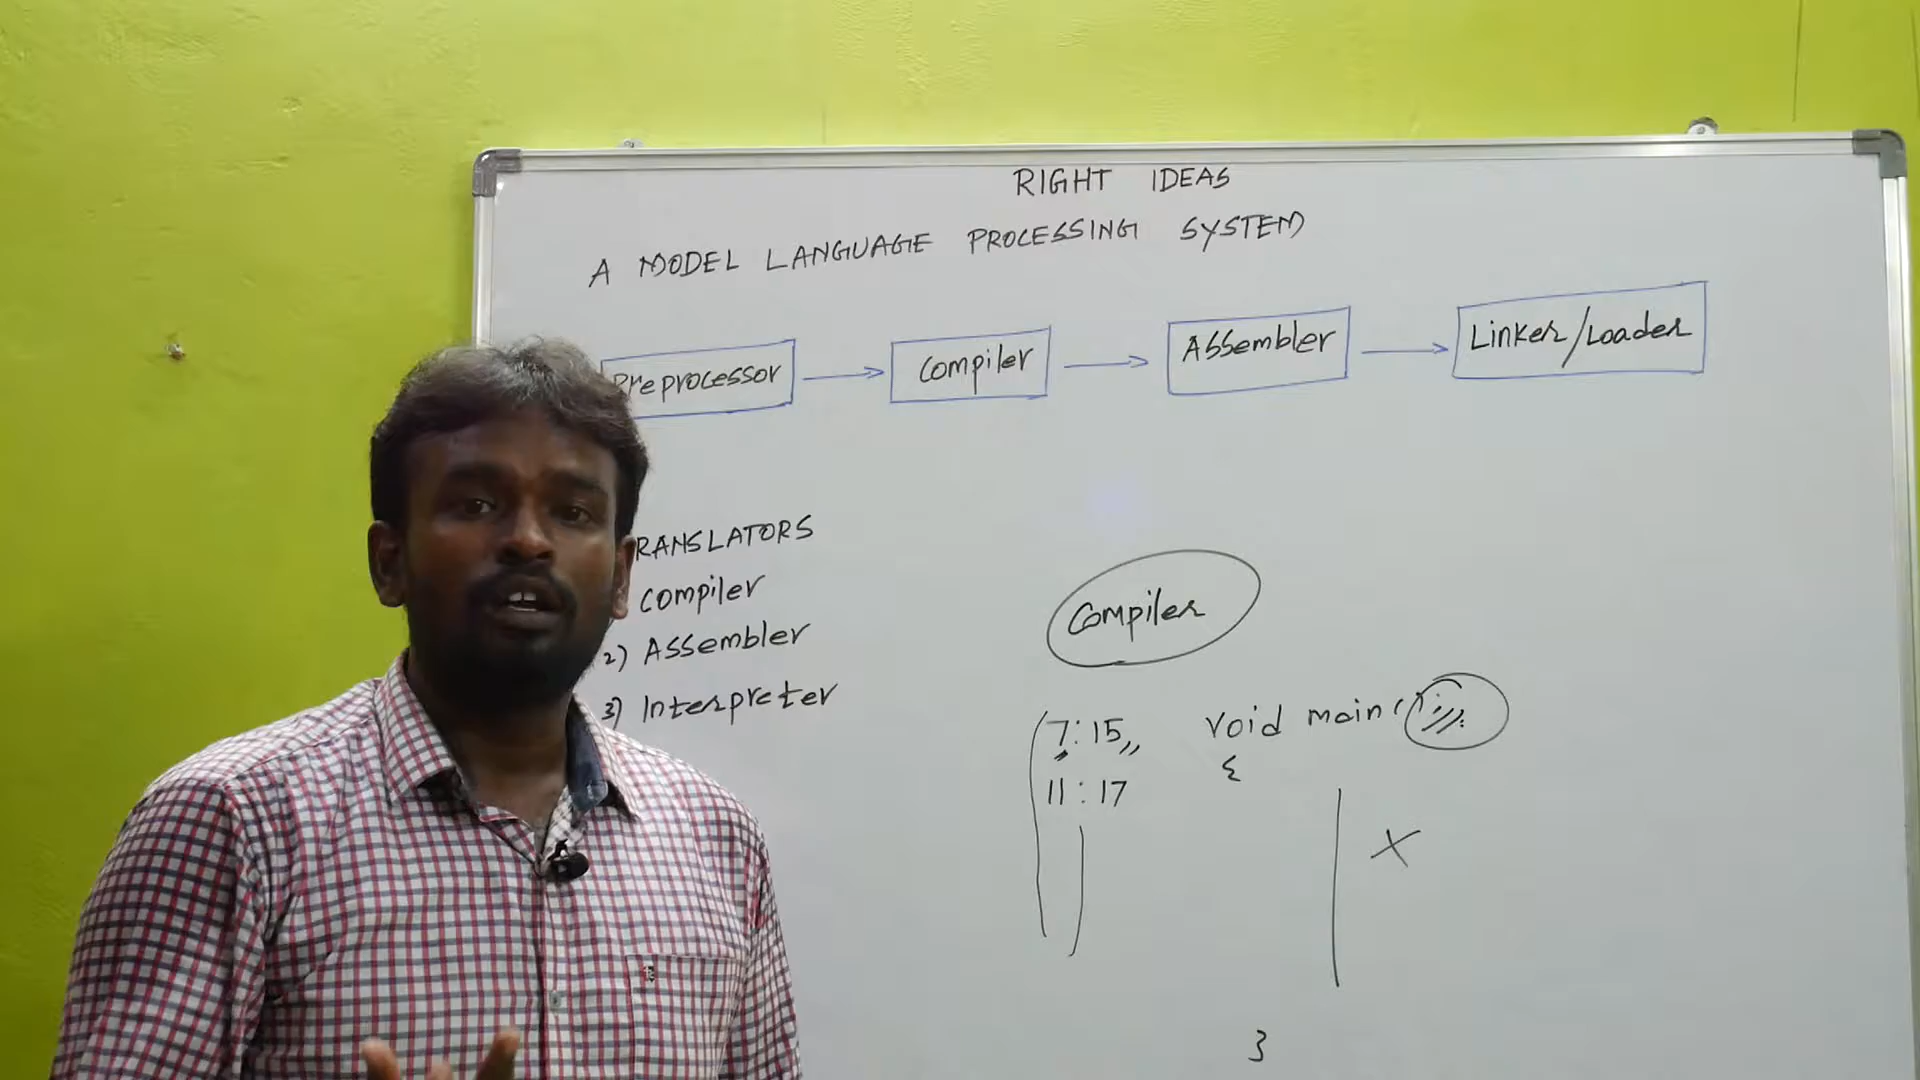 RIGHT IDEAS
A MODEL LANGUAGE PROCESSING SYSTEM
Preprocessor
Compiler
Assembler
Linker/Loader
RANSLATORS
Compiler
2) Assembler
3) Interpreter
Compiler
7:15,,
11:17
void main(
{
X
}